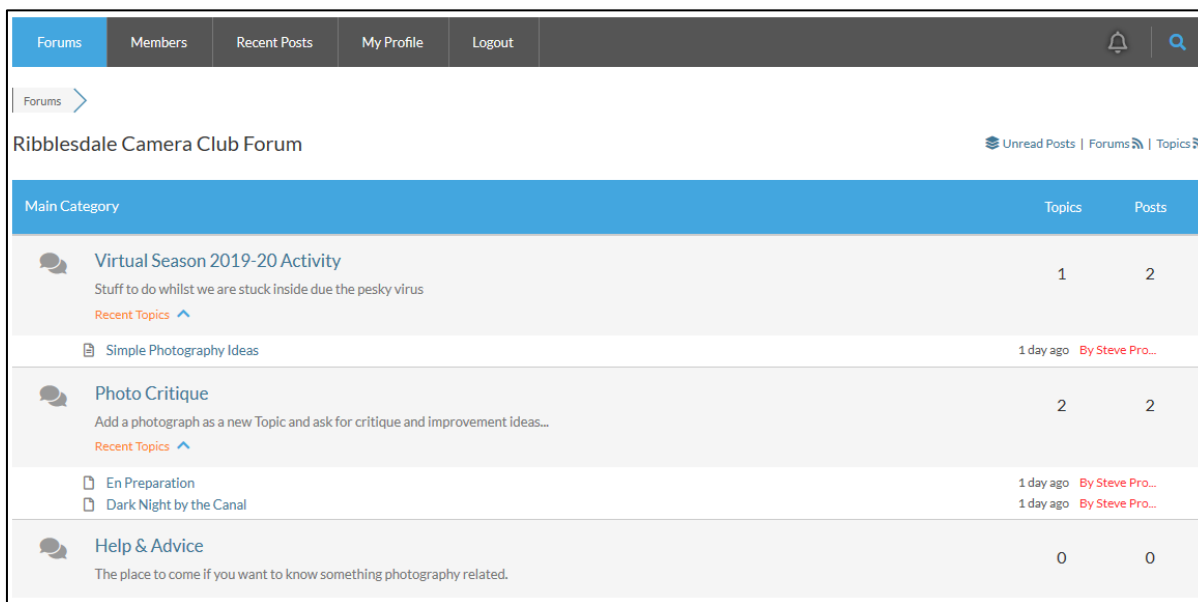 Forums Members Recent Posts My Profile Logout
Forums
Ribblesdale Camera Club Forum Unread Posts | Forums | Topics
Main Category Topics Posts
Virtual Season 2019-20 Activity 1 2
Stuff to do whilst we are stuck inside due the pesky virus
Recent Topics
Simple Photography Ideas 1 day ago By Steve Pro...
Photo Critique 2 2
Add a photograph as a new Topic and ask for critique and improvement ideas...
Recent Topics
En Preparation 1 day ago By Steve Pro...
Dark Night by the Canal 1 day ago By Steve Pro...
Help & Advice 0 0
The place to come if you want to know something photography related.